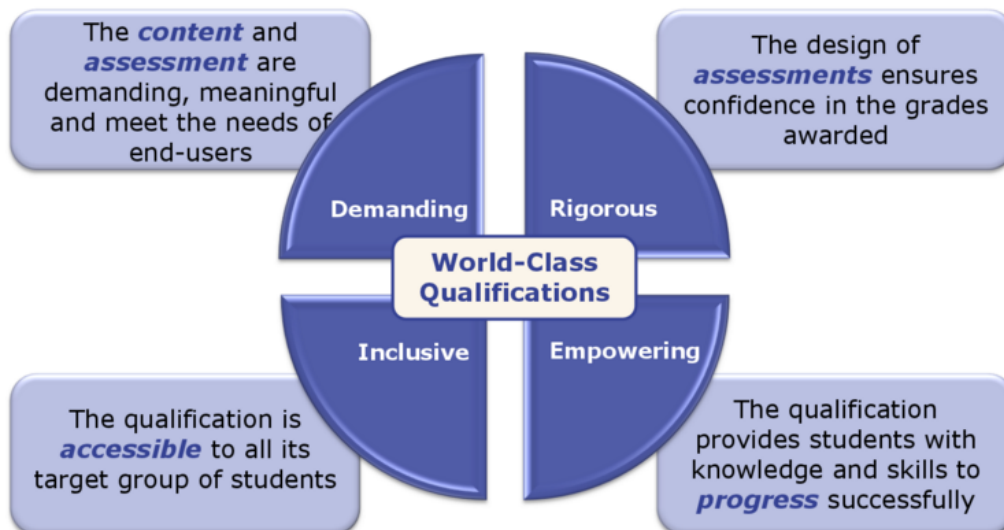 The content and
assessment are
demanding, meaningful
and meet the needs of
end-users
The design of
assessments ensures
confidence in the grades
awarded
Demanding
Rigorous
World-Class
Qualifications
Inclusive
Empowering
The qualification is
accessible to all its
target group of students
The qualification
provides students with
knowledge and skills to
progress successfully